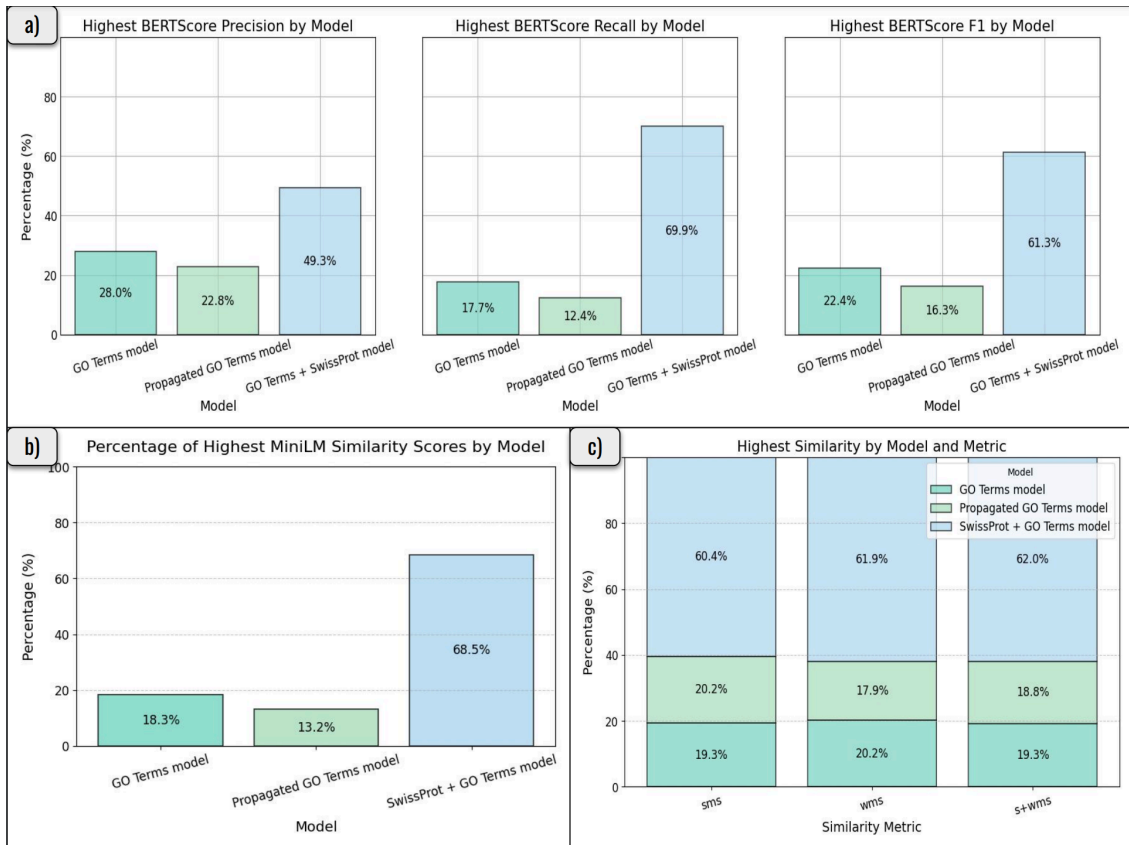 a)
Highest BERTScore Precision by Model
Highest BERTScore Recall by Model
Highest BERTScore F1 by Model
Percentage (%)
80
60
40
20
0
28.0%
22.8%
49.3%
17.7%
12.4%
69.9%
22.4%
16.3%
61.3%
GO Terms model
Propagated GO Terms model
GO Terms + SwissProt model
GO Terms model
Propagated GO Terms model
GO Terms + SwissProt model
GO Terms model
Propagated GO Terms model
GO Terms + SwissProt model
Model
Model
Model
b)
Percentage of Highest MiniLM Similarity Scores by Model
Percentage (%)
100
80
60
40
20
0
18.3%
13.2%
68.5%
GO Terms model
Propagated GO Terms model
SwissProt + GO Terms model
Model
c)
Highest Similarity by Model and Metric
Model
GO Terms model
Propagated GO Terms model
SwissProt + GO Terms model
Percentage (%)
80
60
40
20
0
60.4%
61.9%
62.0%
20.2%
17.9%
18.8%
19.3%
20.2%
19.3%
sms
wms
s+wms
Similarity Metric